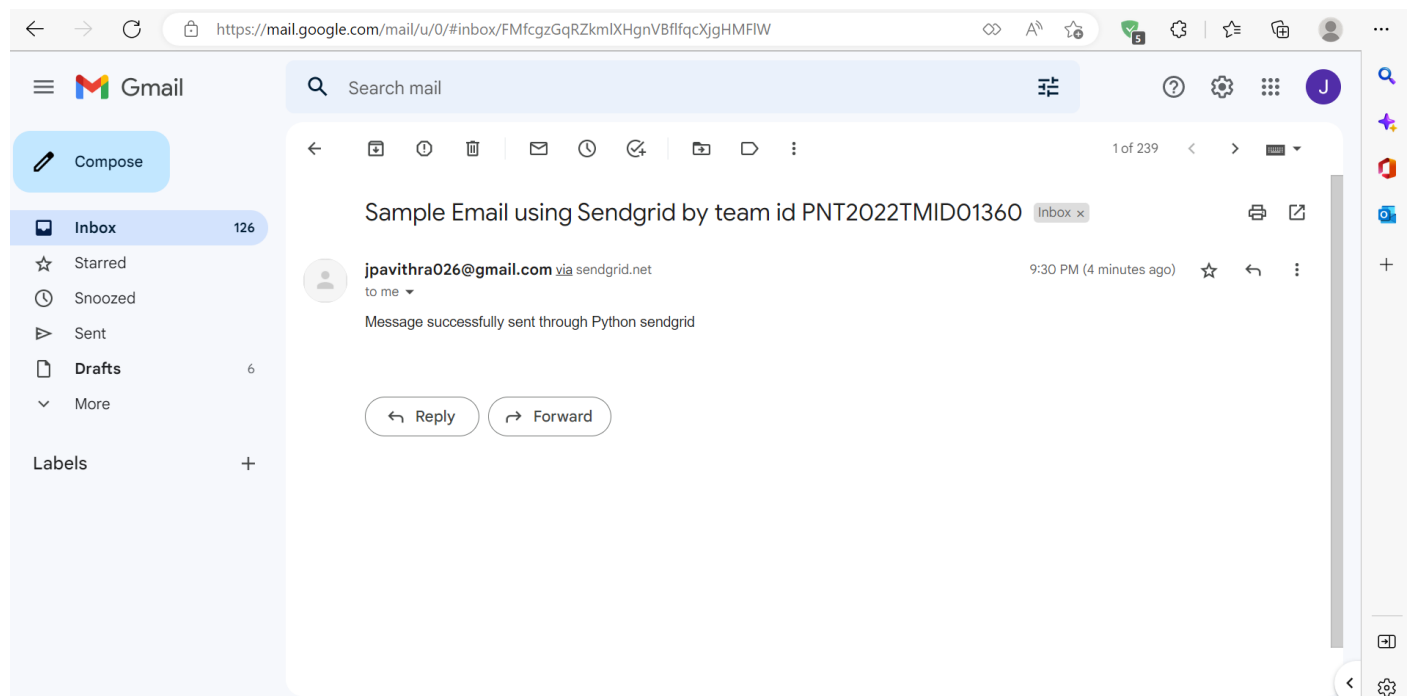 https://mail.google.com/mail/u/0/#inbox/FMfcgzGqRZkmlXHgnVBflfqcXjgHMFlW
5
Gmail
Search mail
J
Compose
1 of 239
Sample Email using Sendgrid by team id PNT2022TMID01360 Inbox ×
Inbox 126
Starred
Snoozed
Sent
Drafts 6
More
Labels
jpavithra026@gmail.com via sendgrid.net 9:30 PM (4 minutes ago)
to me
Message successfully sent through Python sendgrid
Reply Forward